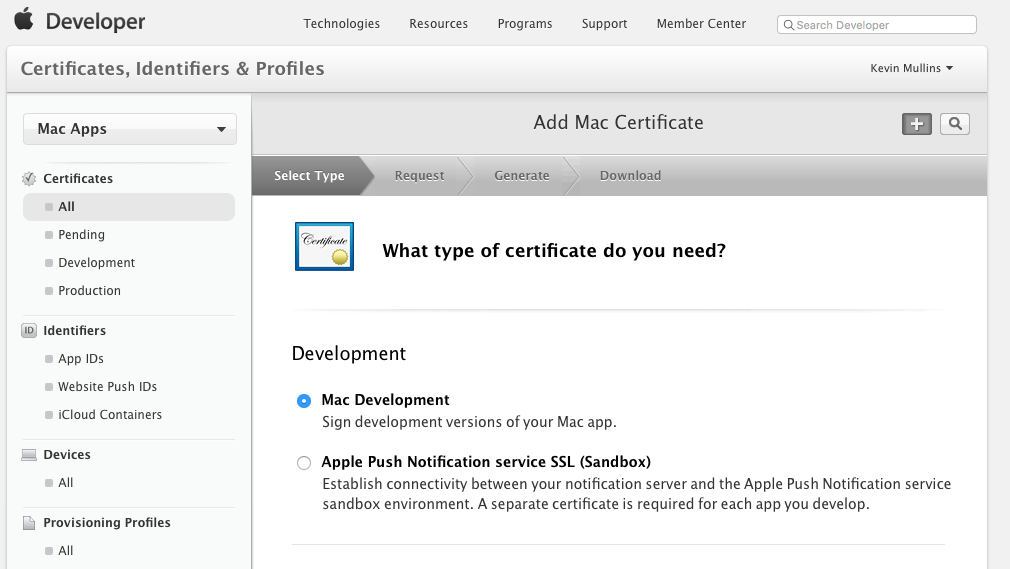 Developer
Technologies Resources Programs Support Member Center Search Developer
Certificates, Identifiers & Profiles
Kevin Mullins
Mac Apps
Certificates
All
Pending
Development
Production
ID Identifiers
App IDs
Website Push IDs
iCloud Containers
Devices
All
Provisioning Profiles
All
Add Mac Certificate
Select Type Request Generate Download
Certificate
What type of certificate do you need?
Development
Mac Development
Sign development versions of your Mac app.
Apple Push Notification service SSL (Sandbox)
Establish connectivity between your notification server and the Apple Push Notification service
sandbox environment. A separate certificate is required for each app you develop.